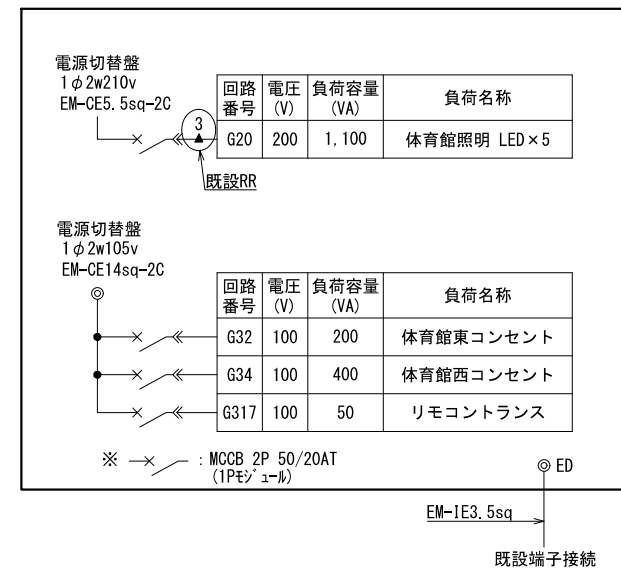 電源切替盤
1φ2w210v
EM-CE5.5sq-2C
回路番号 電圧(V) 負荷容量(VA) 負荷名称
3
G20 200 1,100 体育館照明 LED×5
既設RR
電源切替盤
1φ2w105v
EM-CE14sq-2C
回路番号 電圧(V) 負荷容量(VA) 負荷名称
G32 100 200 体育館東コンセント
G34 100 400 体育館西コンセント
G317 100 50 リモコントランス
※ : MCCB 2P 50/20AT
(1Pﾓｼﾞｭｰﾙ)
ED
EM-IE3.5sq
既設端子接続